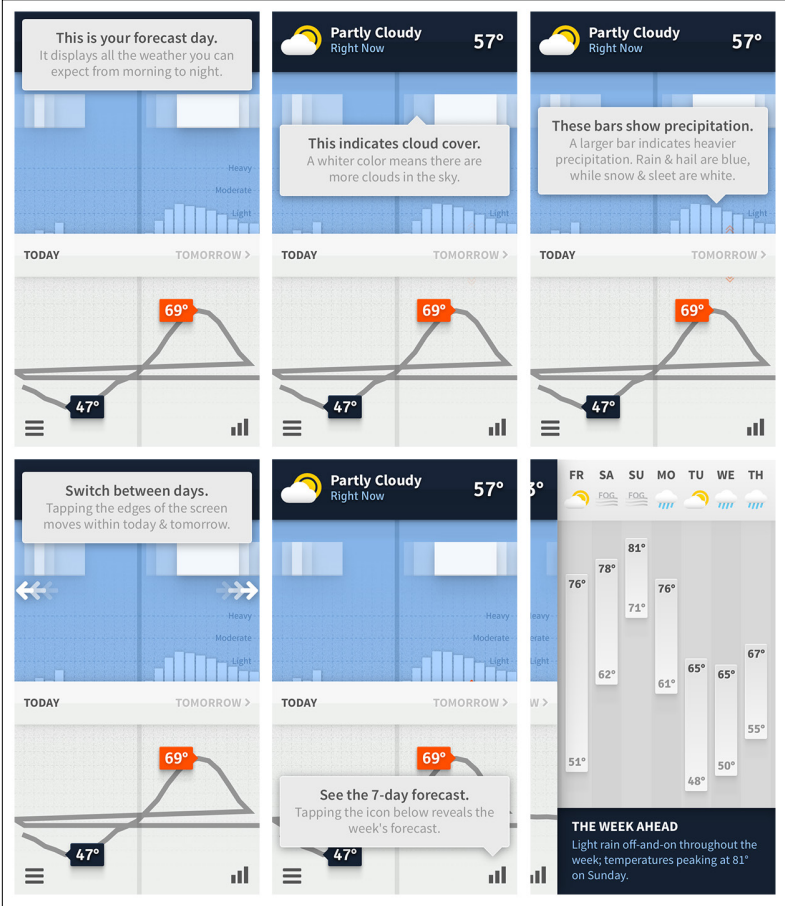 This is your forecast day.
It displays all the weather you can
expect from morning to night.
Heavy
Moderate
Light
TODAY
TOMORROW >
69°
47°
Partly Cloudy
Right Now
57°
This indicates cloud cover.
A whiter color means there are
more clouds in the sky.
Light
TODAY
TOMORROW >
69°
47°
Partly Cloudy
Right Now
57°
These bars show precipitation.
A larger bar indicates heavier
precipitation. Rain & hail are blue,
while snow & sleet are white.
Light
TODAY
TOMORROW >
69°
47°
Switch between days.
Tapping the edges of the screen
moves within today & tomorrow.
Heavy
Moderate
Light
TODAY
TOMORROW >
69°
47°
Partly Cloudy
Right Now
57°
Heavy
Moderate
Light
TODAY
TOMORROW >
69°
See the 7-day forecast.
Tapping the icon below reveals the
week's forecast.
47°
3°
eavy
erate
Light
W >
FR SA SU MO TU WE TH
FOG FOG
76° 78° 81° 76° 65° 65° 67°
51° 62° 71° 61° 48° 50° 55°
THE WEEK AHEAD
Light rain off-and-on throughout the
week; temperatures peaking at 81°
on Sunday.